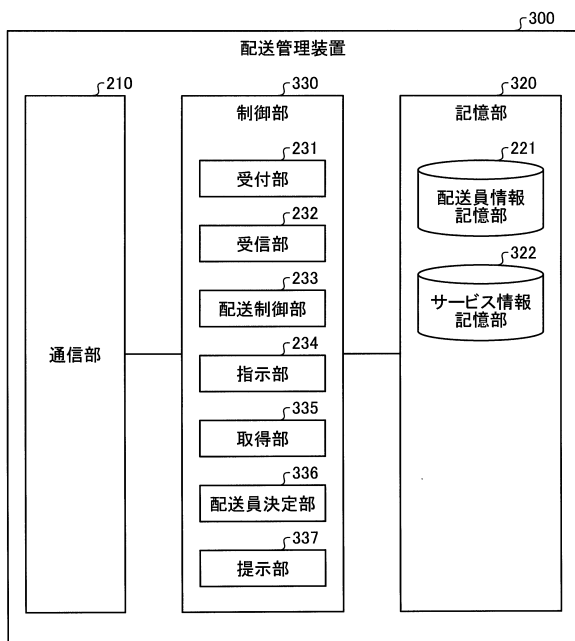 300
配送管理装置
210
通信部
330
制御部
231
受付部
232
受信部
233
配送制御部
234
指示部
335
取得部
336
配送員決定部
337
提示部
320
記憶部
221
配送員情報
記憶部
322
サービス情報
記憶部